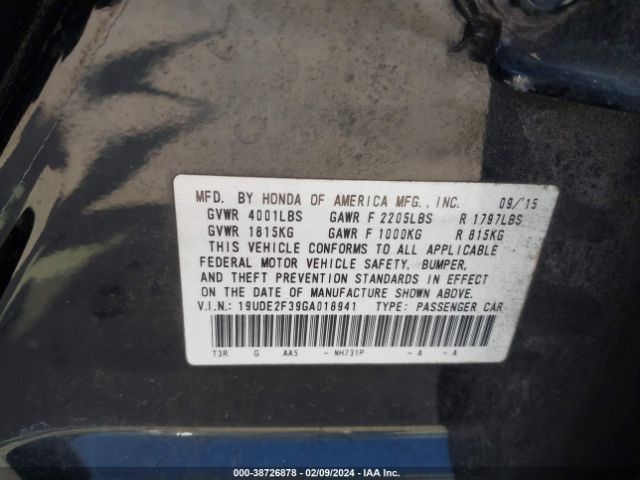 MFD. BY HONDA OF AMERICA MFG., INC. 09/15
GVWR 4001LBS GAWR F 2205LBS R 1797LBS
GVWR 1815KG GAWR F 1000KG R 815KG
THIS VEHICLE CONFORMS TO ALL APPLICABLE
FEDERAL MOTOR VEHICLE SAFETY, BUMPER,
AND THEFT PREVENTION STANDARDS IN EFFECT
ON THE DATE OF MANUFACTURE SHOWN ABOVE.
V.I.N.: 19UDE2F39GA018941 TYPE: PASSENGER CAR
T3R G AA5 - NH731P - A - A
000-38726878 - 02/09/2024 - IAA Inc.